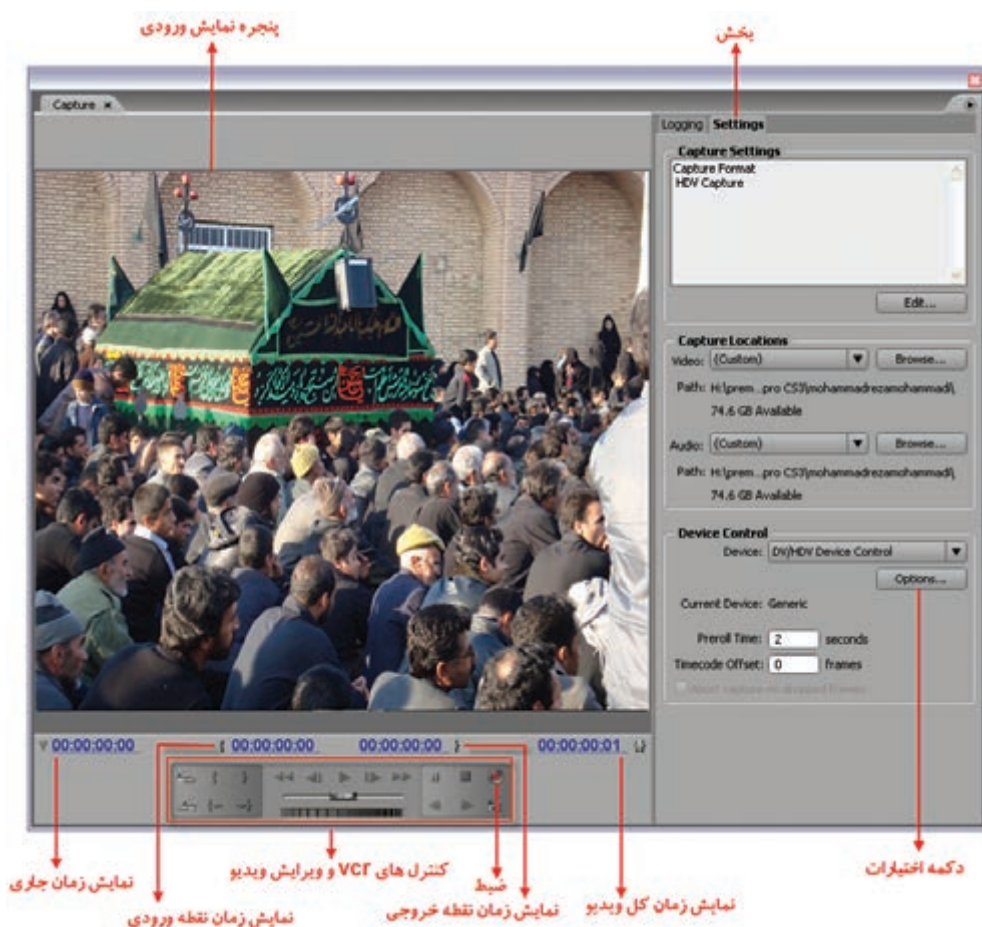 پنجره نمایش ورودی
بخش
Capture
Logging Settings
Capture Settings
Capture Format
HDV Capture
Edit...
Capture Locations
Video: (Custom) Browse...
Path: H:\prem...pro CS3\mohammadrezamohammadi\
74.6 GB Available
Audio: (Custom) Browse...
Path: H:\prem...pro CS3\mohammadrezamohammadi\
74.6 GB Available
Device Control
Device: DV/HDV Device Control
Options...
Current Device: Generic
Preroll Time: 2 seconds
Timecode Offset: 0 frames
Abort capture on dropped frames
00:00:00:00 { 00:00:00:00 00:00:00:00 } 00:00:00:01 {}
دکمه اختیارات
کنترل های vcr و ویرایش ویدیو
نمایش زمان جاری
ضبط
نمایش زمان کل ویدیو
نمایش زمان نقطه خروجی
نمایش زمان نقطه ورودی